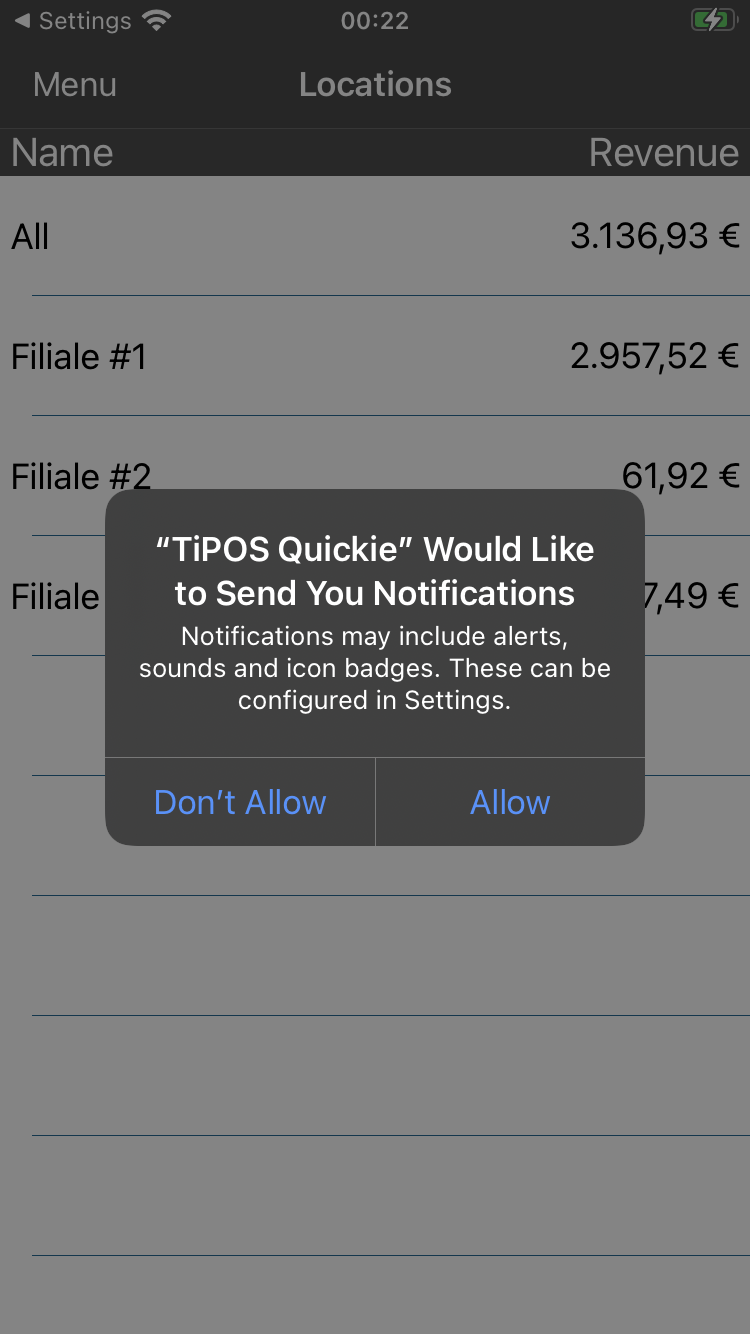 Settings 00:22
Menu Locations
Name Revenue
All 3.136,93 €
Filiale #1 2.957,52 €
Filiale #2 61,92 €
“TiPOS Quickie” Would Like
to Send You Notifications
Filiale 7,49 €
Notifications may include alerts,
sounds and icon badges. These can be
configured in Settings.
Don’t Allow Allow